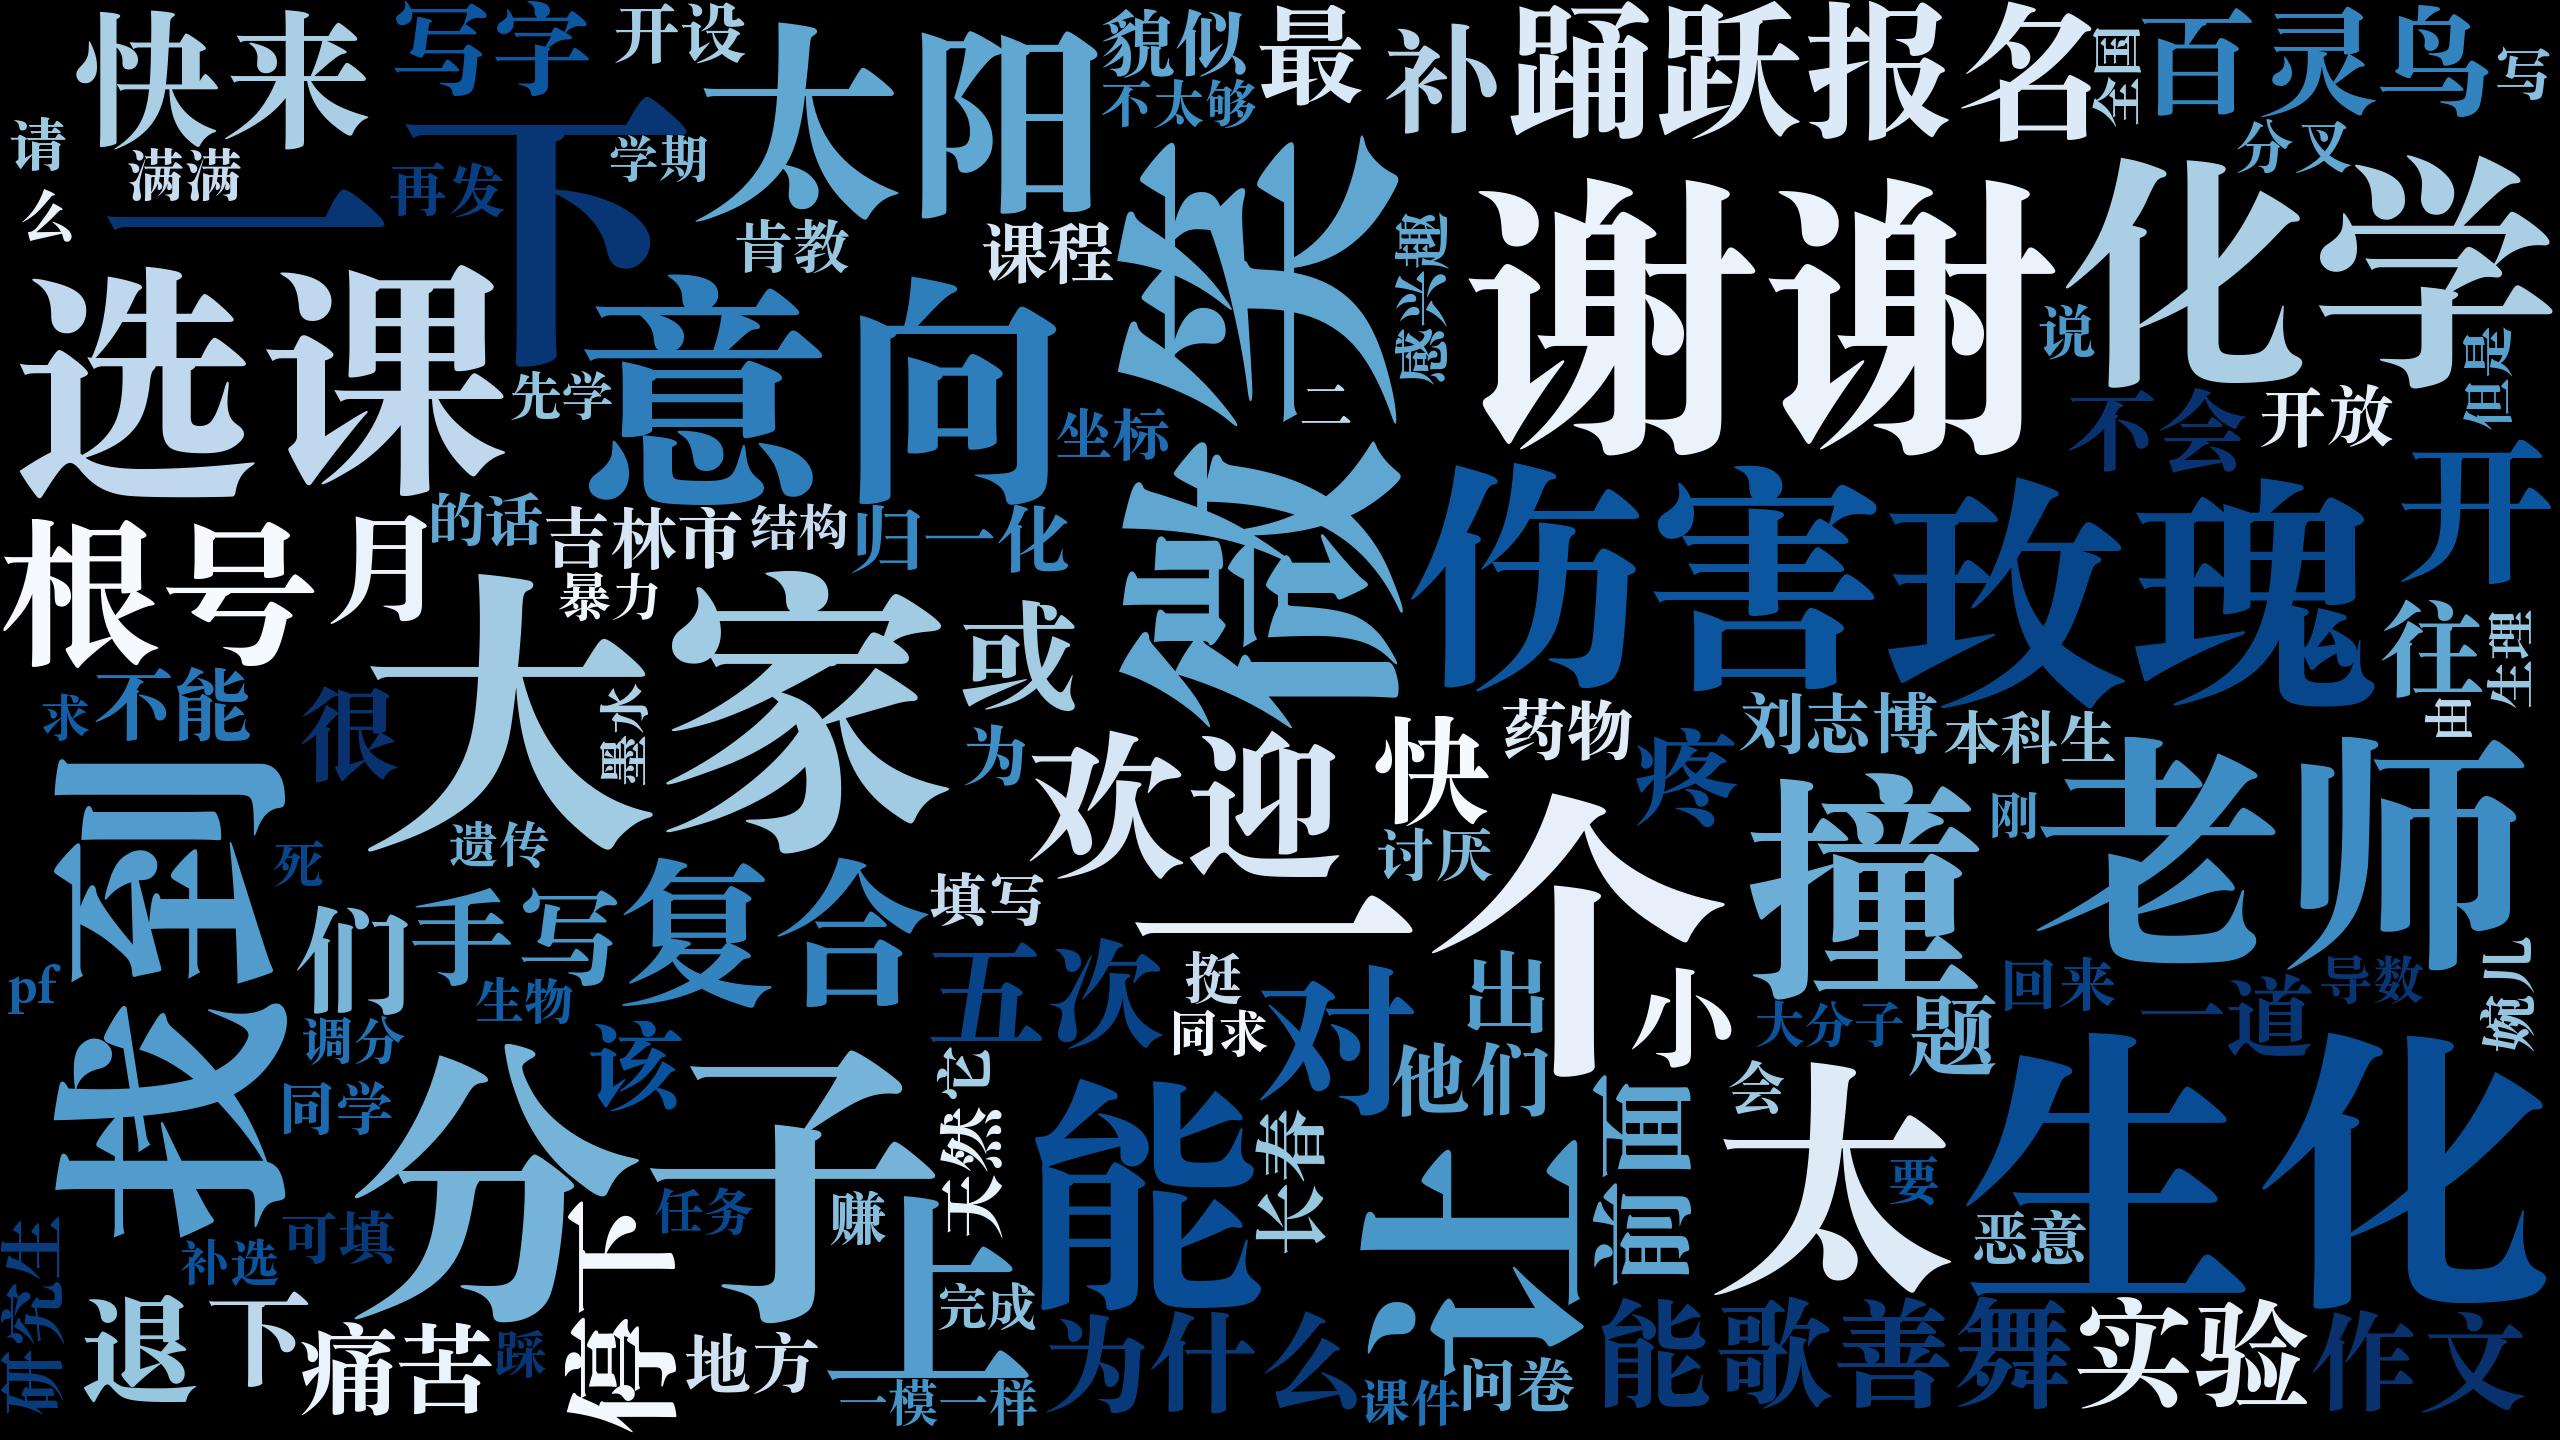 快来
写字
开设
太阳
貌似
不太够
最
补
踊跃报名
全国
百灵鸟
写
请
满满
么
一下
再发
学期
肯教
课程
微笑
感兴趣
谢谢
化学
分叉
说
但是
选课
先学
意向
坐标
二
不会
开放
开
根号
月
的话
吉林市
结构
归一化
暴力
伤害
玫瑰
往
生理
由
求
不能
很
大家
墨水
或
为
欢迎
快
药物
疼
刘志博
本科生
老师
我到
死
遗传
讨厌
一个
撞
刚
们
手写
复合
填写
五次
挺
同求
对
出
小
大分子
题
回来
一道
导数
婉儿
pf
生物
调分
同学
该
分子
它
天然
能
他们
长春
让
前面
会
太
要
生化
恶意
研究生
补选
可填
停下
任务
赚
上
完成
退
下
痛苦
踩
地方
一模一样
为什么
课件
问卷
能歌善舞
实验
作文